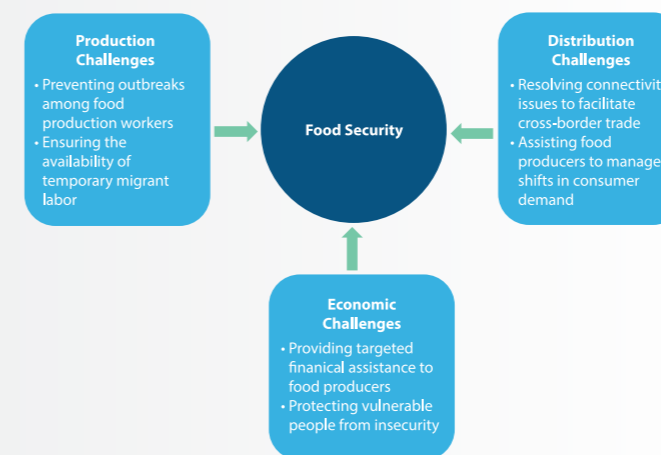 Production
Challenges
• Preventing outbreaks
among food
production workers
• Ensuring the
availability of
temporary migrant
labor
Food Security
Distribution
Challenges
• Resolving connectivit
issues to facilitate
cross-border trade
• Assisting food
producers to manage
shifts in consumer
demand
Economic
Challenges
• Providing targeted
finanical assistance to
food producers
• Protecting vulnerable
people from insecurity